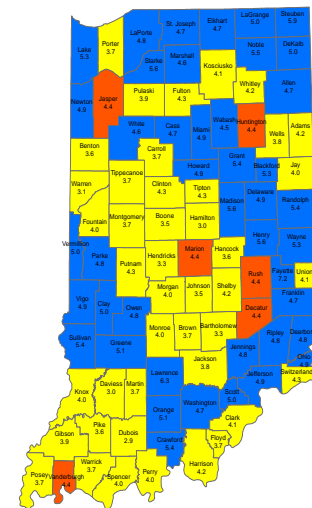 LaPorte
4.8
St. Joseph
4.7
Elkhart
4.7
LaGrange
5.0
Steuben
5.9
Lake
5.3
Porter
3.7
Starke
5.6
Marshall
4.6
Kosciusko
4.1
Noble
5.5
DeKalb
5.0
Newton
4.9
Jasper
4.4
Pulaski
3.9
Fulton
4.3
Whitley
4.2
Allen
4.7
White
4.6
Cass
4.7
Miami
4.9
Wabash
4.5
Huntington
4.4
Wells
3.8
Adams
4.2
Benton
3.6
Carroll
3.7
Howard
4.9
Grant
5.4
Blackford
5.3
Jay
4.0
Warren
3.1
Tippecanoe
3.7
Clinton
4.3
Tipton
4.3
Madison
5.6
Delaware
4.9
Randolph
5.4
Fountain
4.0
Montgomery
3.7
Boone
3.5
Hamilton
3.0
Henry
5.6
Wayne
5.3
Vermillion
5.0
Parke
4.6
Putnam
4.3
Hendricks
3.3
Marion
4.4
Hancock
3.6
Rush
4.4
Fayette
7.2
Union
4.1
Vigo
4.9
Clay
5.0
Owen
4.8
Morgan
4.0
Johnson
3.5
Shelby
4.2
Decatur
4.4
Franklin
4.7
Sullivan
5.4
Greene
5.1
Monroe
4.0
Brown
3.7
Bartholomew
3.3
Jennings
4.8
Ripley
4.8
Dearborn
4.8
Ohio
Knox
4.0
Daviess
3.0
Martin
3.7
Lawrence
6.3
Jackson
3.8
Jefferson
4.9
Switzerland
4.3
Orange
5.1
Washington
4.7
Scott
5.0
Clark
4.1
Gibson
3.9
Pike
3.6
Dubois
2.9
Crawford
5.4
Floyd
3.7
Harrison
4.2
Posey
3.7
Vanderburgh
4.4
Warrick
3.7
Spencer
4.0
Perry
4.0